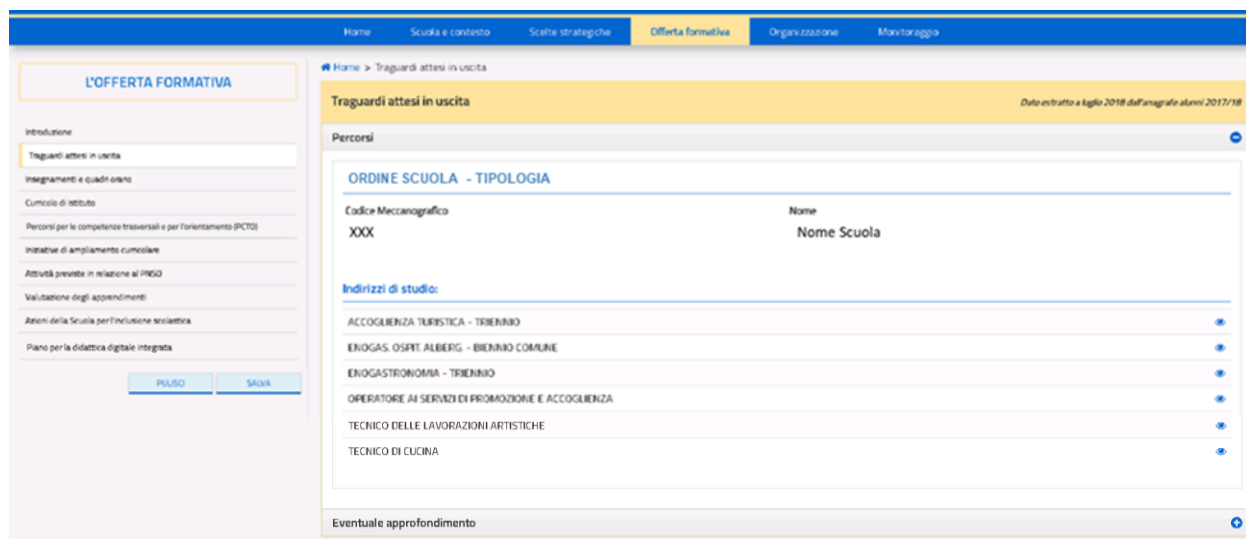 Home Scuola e contesto Scelte strategiche Offerta formativa Organizzazione Monitoraggio
Home > Traguardi attesi in uscita
L'OFFERTA FORMATIVA
Introduzione
Traguardi attesi in uscita
Insegnamenti e quadri orario
Curricolo di Istituto
Percorsi per le competenze trasversali e per l'orientamento (PCTO)
Iniziative di ampliamento curricolare
Attività previste in relazione al PNSD
Valutazione degli apprendimenti
Azioni della Scuola per l'inclusione scolastica
Piano per la didattica digitale integrata
PULISCI SALVA
Traguardi attesi in uscita Dato estratto a luglio 2018 dall'anagrafe alunni 2017/18
Percorsi
ORDINE SCUOLA - TIPOLOGIA
Codice Meccanografico Nome
XXX Nome Scuola
Indirizzi di studio:
ACCOGLIENZA TURISTICA - TRIENNIO
ENOGAS. OSPIT. ALBERG. - BIENNIO COMUNE
ENOGASTRONOMIA - TRIENNIO
OPERATORE AI SERVIZI DI PROMOZIONE E ACCOGLIENZA
TECNICO DELLE LAVORAZIONI ARTISTICHE
TECNICO DI CUCINA
Eventuale approfondimento